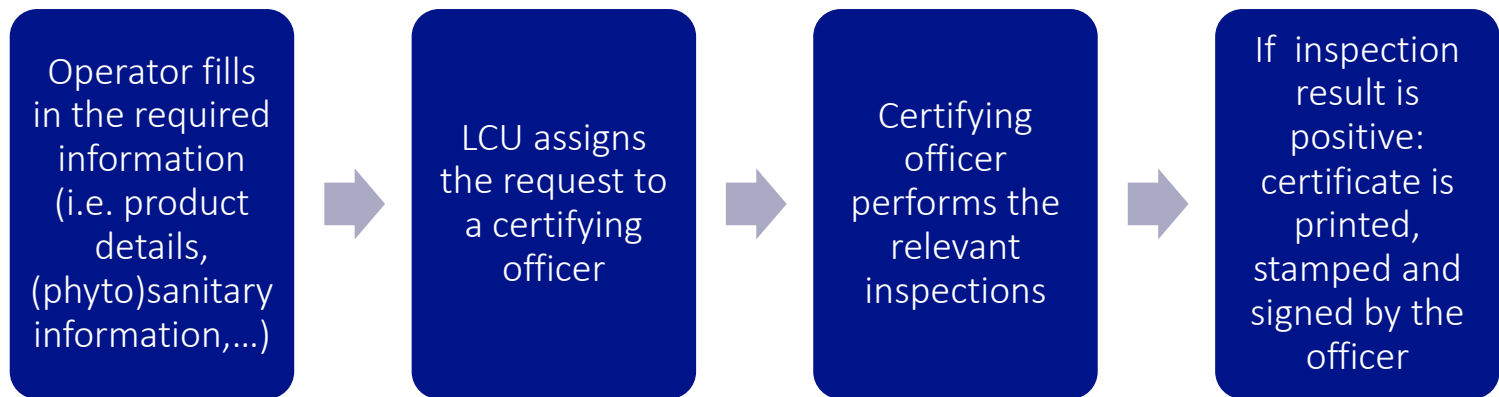 Operator fills
in the required
information
(i.e. product
details,
(phyto)sanitary
information,…)
LCU assigns
the request to
a certifying
officer
Certifying
officer
performs the
relevant
inspections
If inspection
result is
positive:
certificate is
printed,
stamped and
signed by the
officer